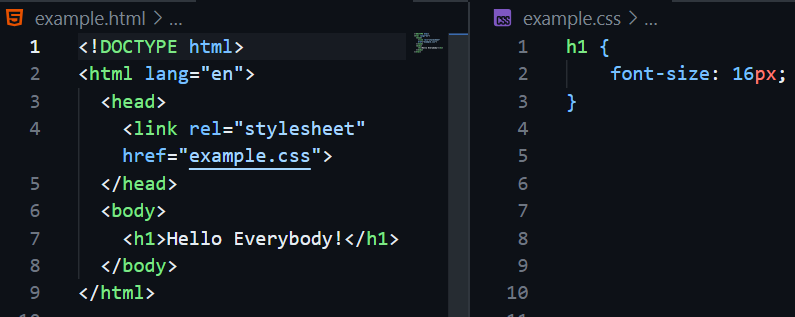 example.html > ...
1 <!DOCTYPE html>
2 <html lang="en">
3 <head>
4 <link rel="stylesheet"
href="example.css">
5 </head>
6 <body>
7 <h1>Hello Everybody!</h1>
8 </body>
9 </html>
example.css > ...
1 h1 {
2 font-size: 16px;
3 }
4
5
6
7
8
9
10